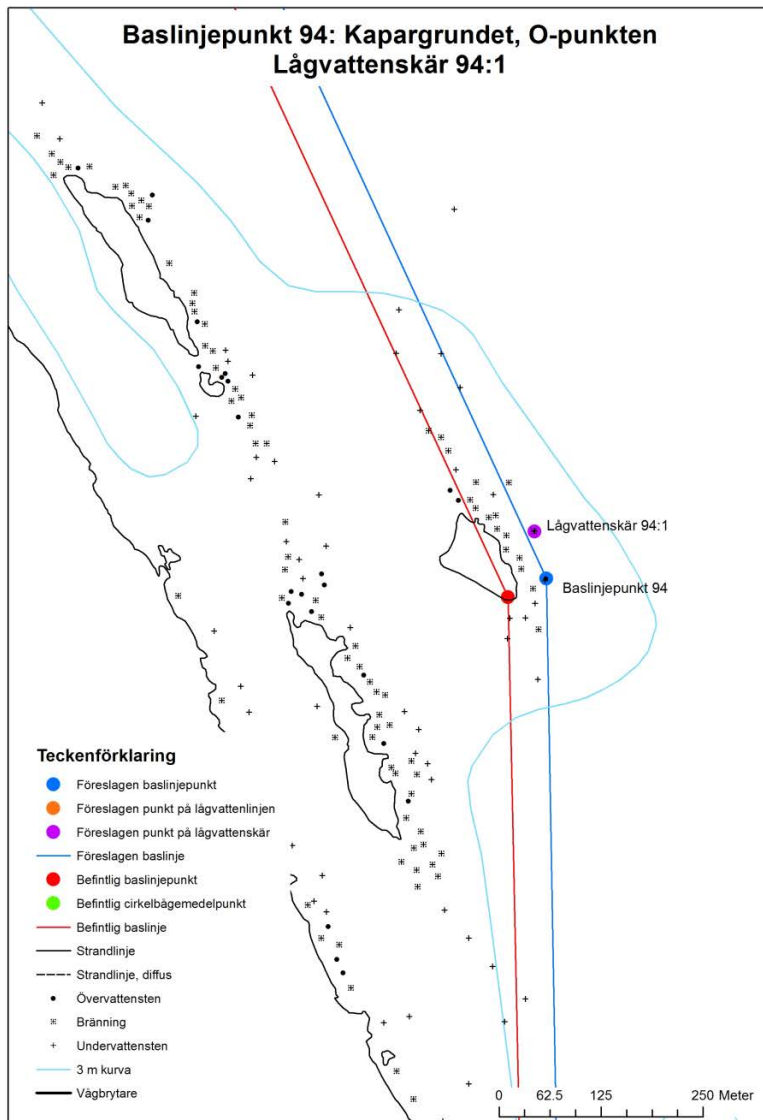 Baslinjepunkt 94: Kapargrundet, O-punkten
Lågvattenskär 94:1
Lågvattenskär 94:1
Baslinjepunkt 94
Teckenförklaring
Föreslagen baslinjepunkt
Föreslagen punkt på lågvattenlinjen
Föreslagen punkt på lågvattenskär
Föreslagen baslinje
Befintlig baslinjepunkt
Befintlig cirkelbågemedelpunkt
Befintlig baslinje
Strandlinje
Strandlinje, diffus
Övervattensten
Bränning
Undervattensten
3 m kurva
Vågbrytare
0 62.5 125 250 Meter